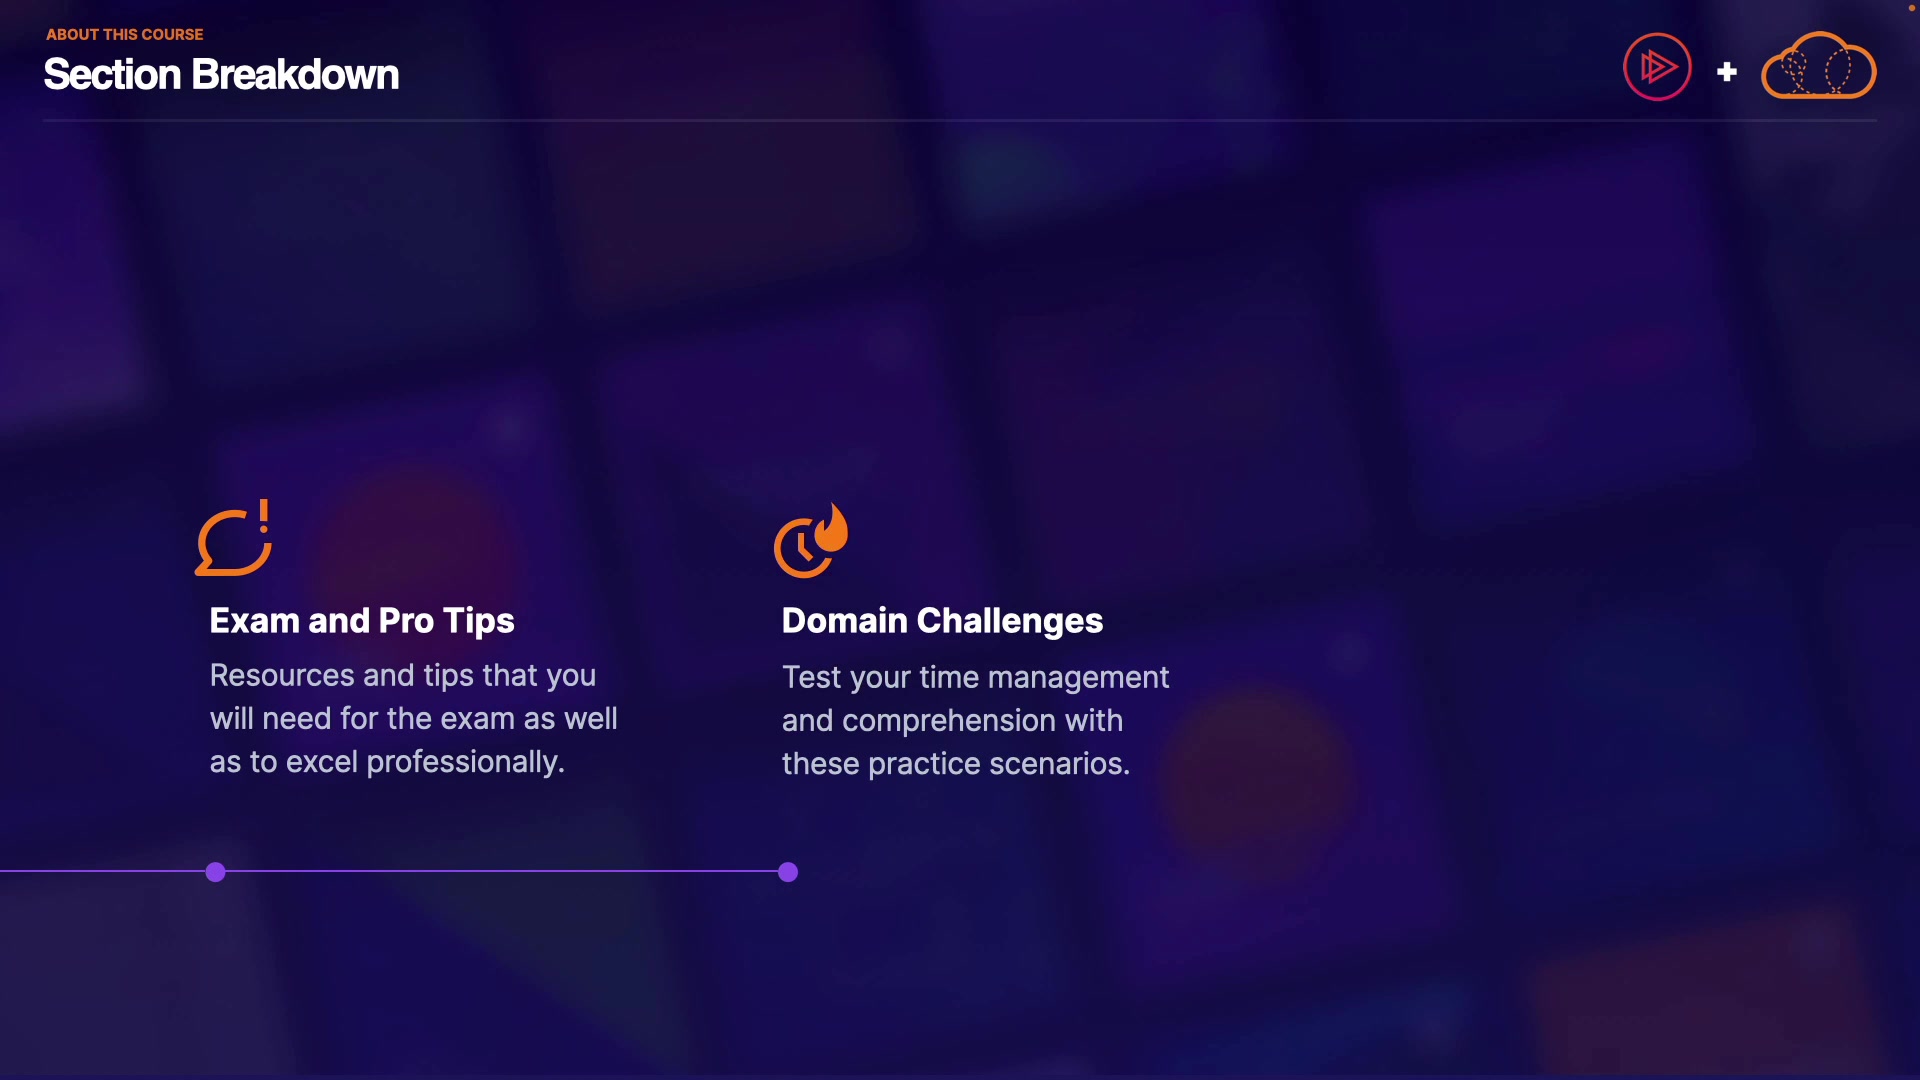 ABOUT THIS COURSE
Section Breakdown
Exam and Pro Tips
Resources and tips that you
will need for the exam as well
as to excel professionally.
Domain Challenges
Test your time management
and comprehension with
these practice scenarios.